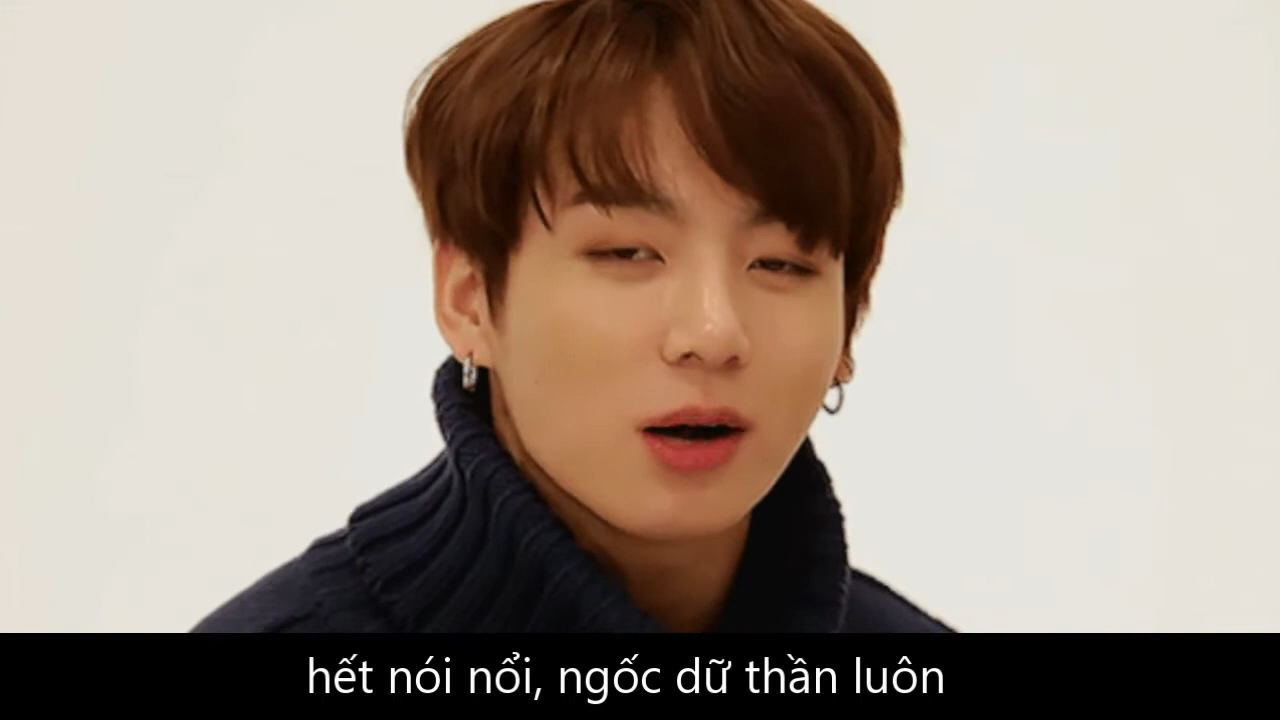 hết nói nổi, ngốc dữ thần luôn